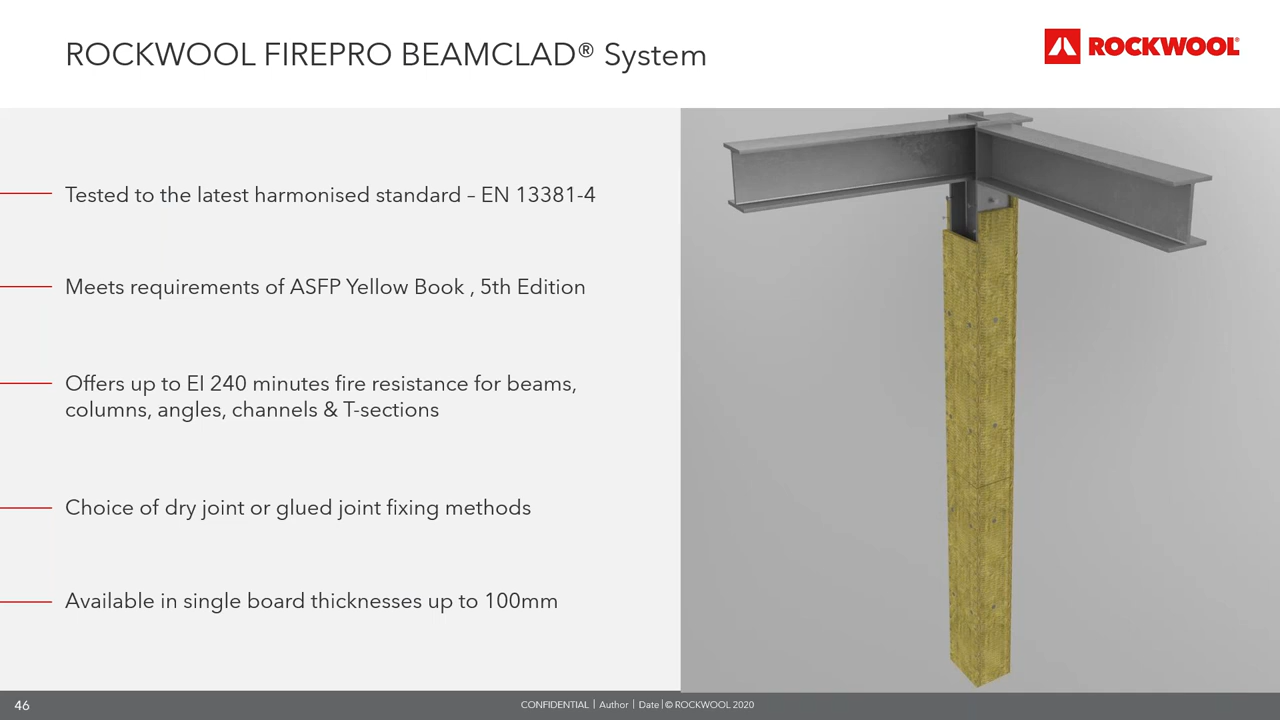 ROCKWOOL FIREPRO BEAMCLAD® System
ROCKWOOL®
Tested to the latest harmonised standard – EN 13381-4
Meets requirements of ASFP Yellow Book , 5th Edition
Offers up to EI 240 minutes fire resistance for beams,
columns, angles, channels & T-sections
Choice of dry joint or glued joint fixing methods
Available in single board thicknesses up to 100mm
46
CONFIDENTIAL | Author | Date | © ROCKWOOL 2020